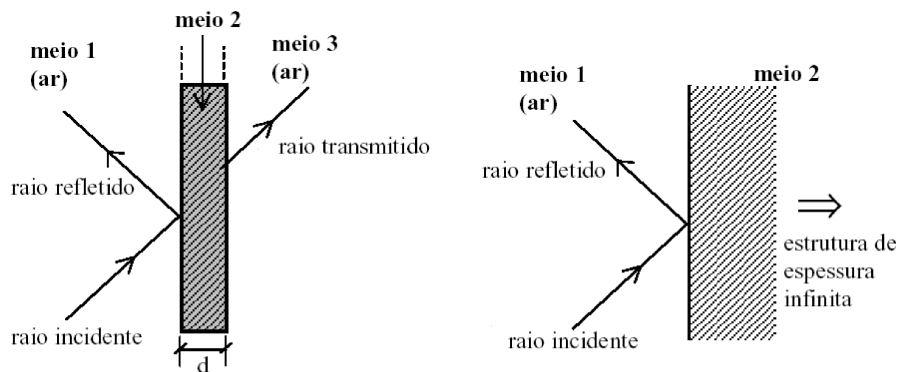 meio 2
meio 1
(ar)
meio 3
(ar)
raio transmitido
raio refletido
raio incidente
d
meio 1
(ar)
meio 2
raio refletido
estrutura de
espessura
infinita
raio incidente